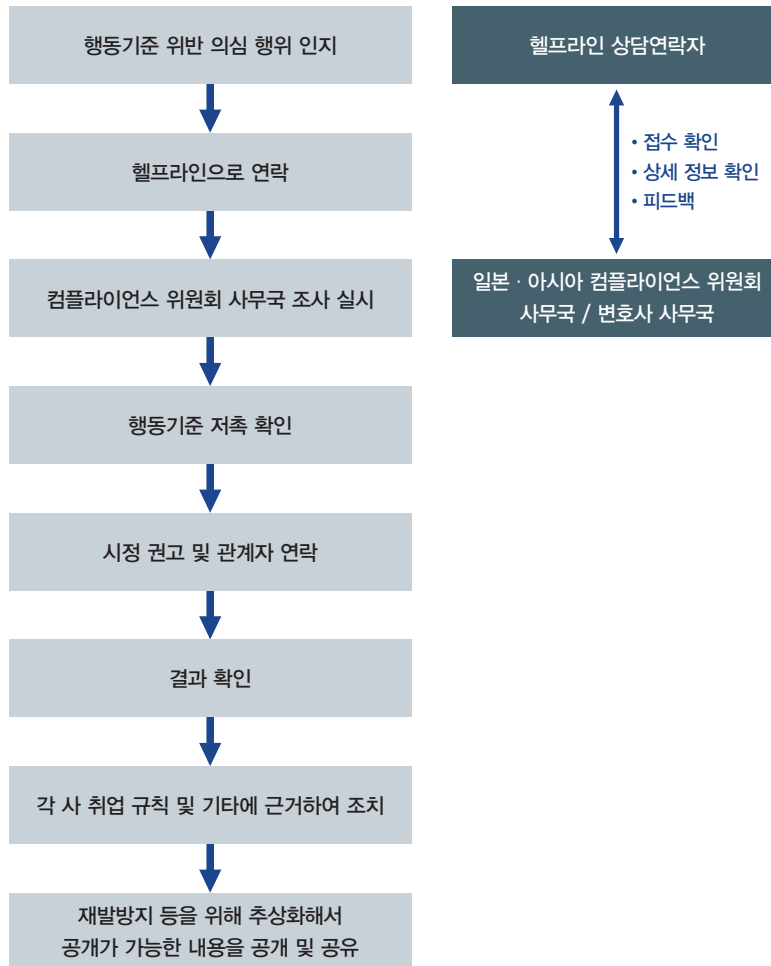 행동기준 위반 의심 행위 인지
헬프라인으로 연락
컴플라이언스 위원회 사무국 조사 실시
행동기준 저촉 확인
시정 권고 및 관계자 연락
결과 확인
각 사 취업 규칙 및 기타에 근거하여 조치
재발방지 등을 위해 추상화해서
공개가 가능한 내용을 공개 및 공유
헬프라인 상담연락자
• 접수 확인
• 상세 정보 확인
• 피드백
일본 · 아시아 컴플라이언스 위원회
사무국 / 변호사 사무국